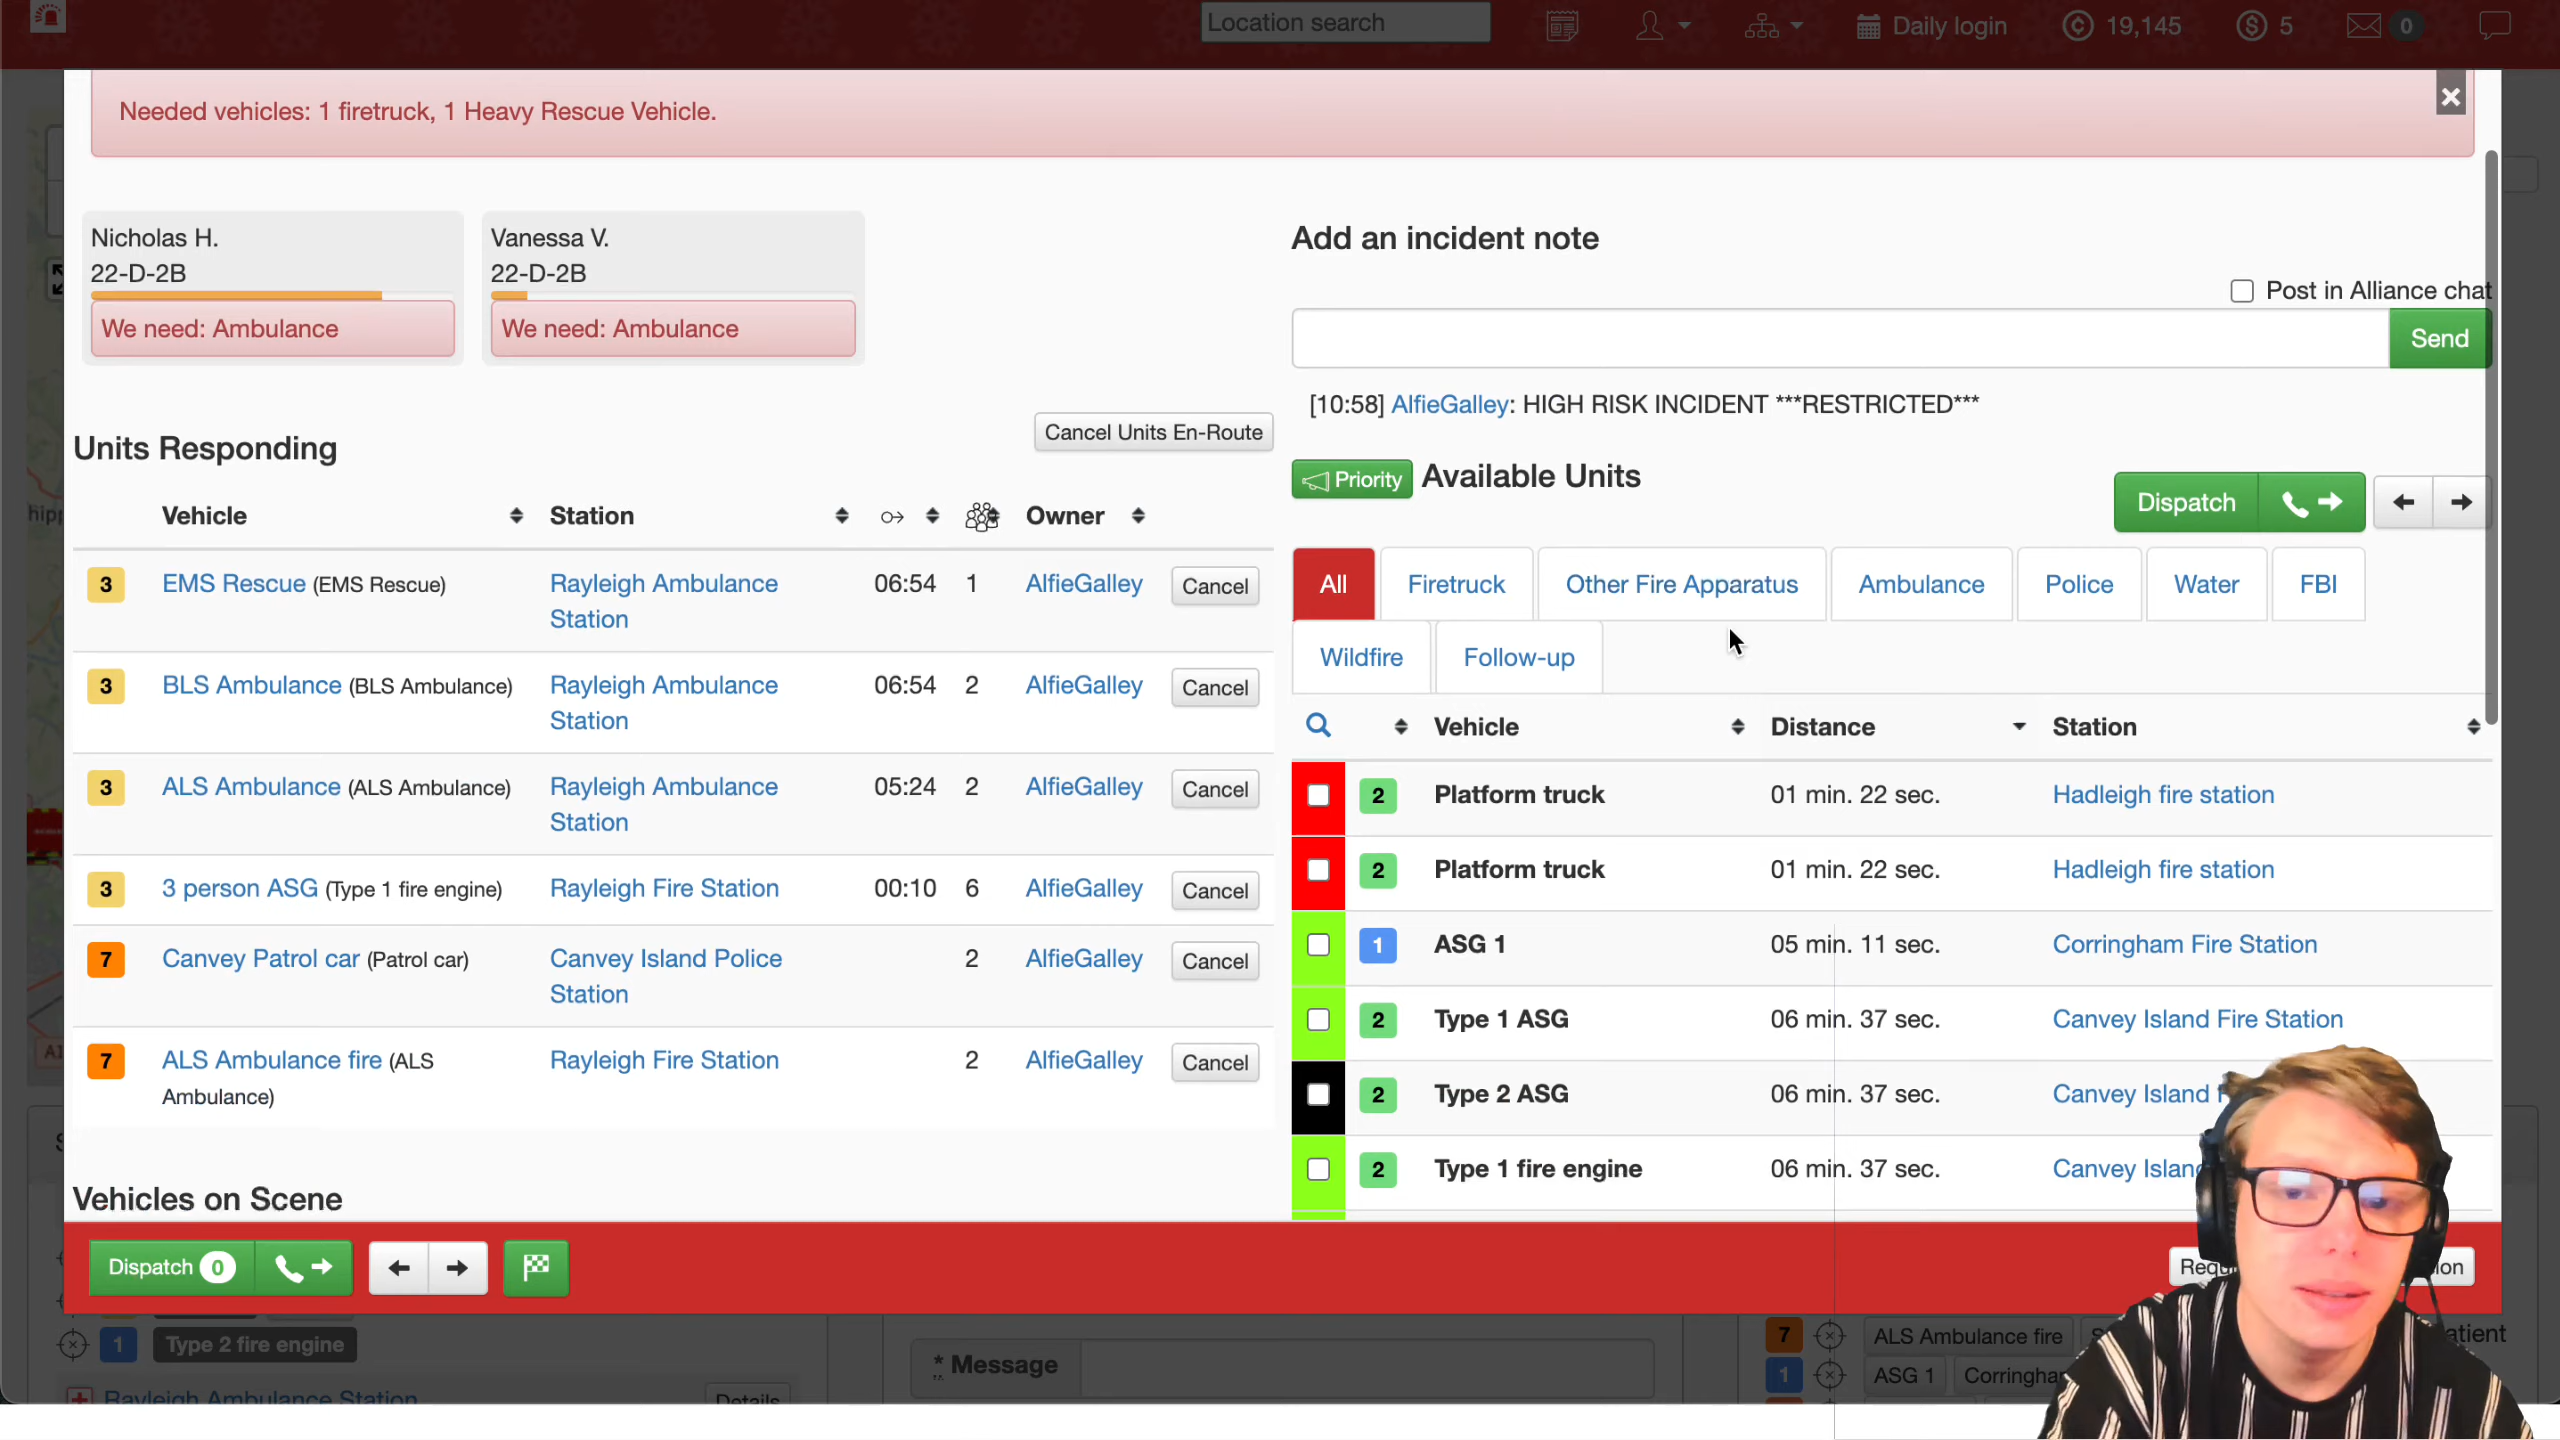 Location search
Daily login
19,145
5
0
Needed vehicles: 1 firetruck, 1 Heavy Rescue Vehicle.
Nicholas H.
22-D-2B
We need: Ambulance
Vanessa V.
22-D-2B
We need: Ambulance
Add an incident note
Post in Alliance chat
Send
[10:58] AlfieGalley: HIGH RISK INCIDENT ***RESTRICTED***
Units Responding
Cancel Units En-Route
Vehicle Station Owner
3 EMS Rescue (EMS Rescue) Rayleigh Ambulance Station 06:54 1 AlfieGalley Cancel
3 BLS Ambulance (BLS Ambulance) Rayleigh Ambulance Station 06:54 2 AlfieGalley Cancel
3 ALS Ambulance (ALS Ambulance) Rayleigh Ambulance Station 05:24 2 AlfieGalley Cancel
3 3 person ASG (Type 1 fire engine) Rayleigh Fire Station 00:10 6 AlfieGalley Cancel
7 Canvey Patrol car (Patrol car) Canvey Island Police Station 2 AlfieGalley Cancel
7 ALS Ambulance fire (ALS Ambulance) Rayleigh Fire Station 2 AlfieGalley Cancel
Vehicles on Scene
Priority Available Units
Dispatch
All Firetruck Other Fire Apparatus Ambulance Police Water FBI
Wildfire Follow-up
Vehicle Distance Station
2 Platform truck 01 min. 22 sec. Hadleigh fire station
2 Platform truck 01 min. 22 sec. Hadleigh fire station
1 ASG 1 05 min. 11 sec. Corringham Fire Station
2 Type 1 ASG 06 min. 37 sec. Canvey Island Fire Station
2 Type 2 ASG 06 min. 37 sec. Canvey Island
2 Type 1 fire engine 06 min. 37 sec. Canvey
Dispatch 0
1 Type 2 fire engine
Rayleigh Ambulance Station
Details
* Message
7 ALS Ambulance fire
1 ASG 1